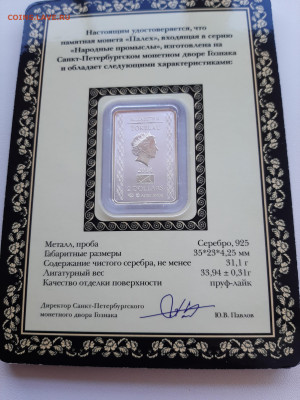 Настоящим удостоверяется, что
памятная монета «Палех», входящая в серию
«Народные промыслы», изготовлена на
Санкт-Петербургском монетном дворе Гознака
и обладает следующими характеристиками:
2 DOLLARS
Металл, проба Серебро, 925
Габаритные размеры 35*23*4,25 мм
Содержание чистого серебра, не менее 31,1 г
Лигатурный вес 33,94 ± 0,31г
Качество отделки поверхности пруф-лайк
Директор Санкт-Петербургского
монетного двора Гознака Ю.В. Павлов